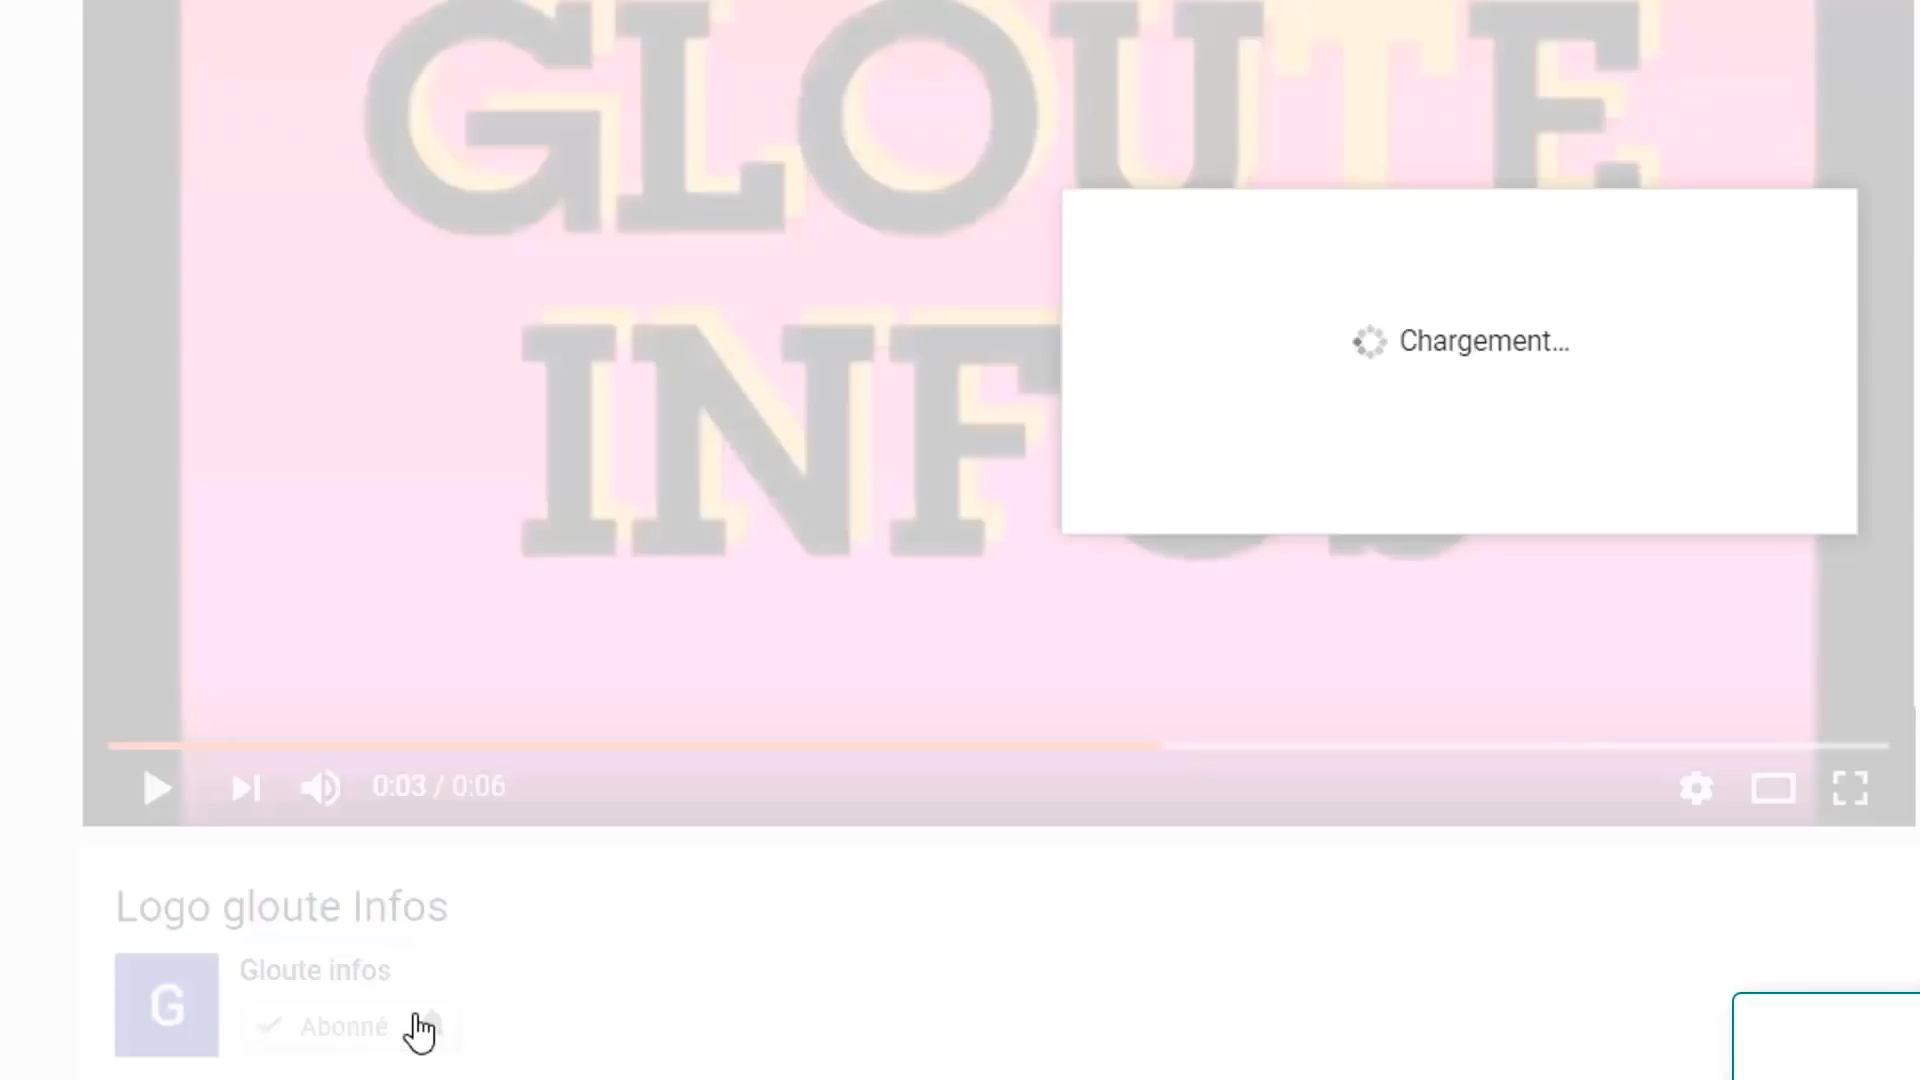 GLOUTE
INF
Chargement...
0:03 / 0:06
Logo gloute Infos
G
Gloute infos
Abonné